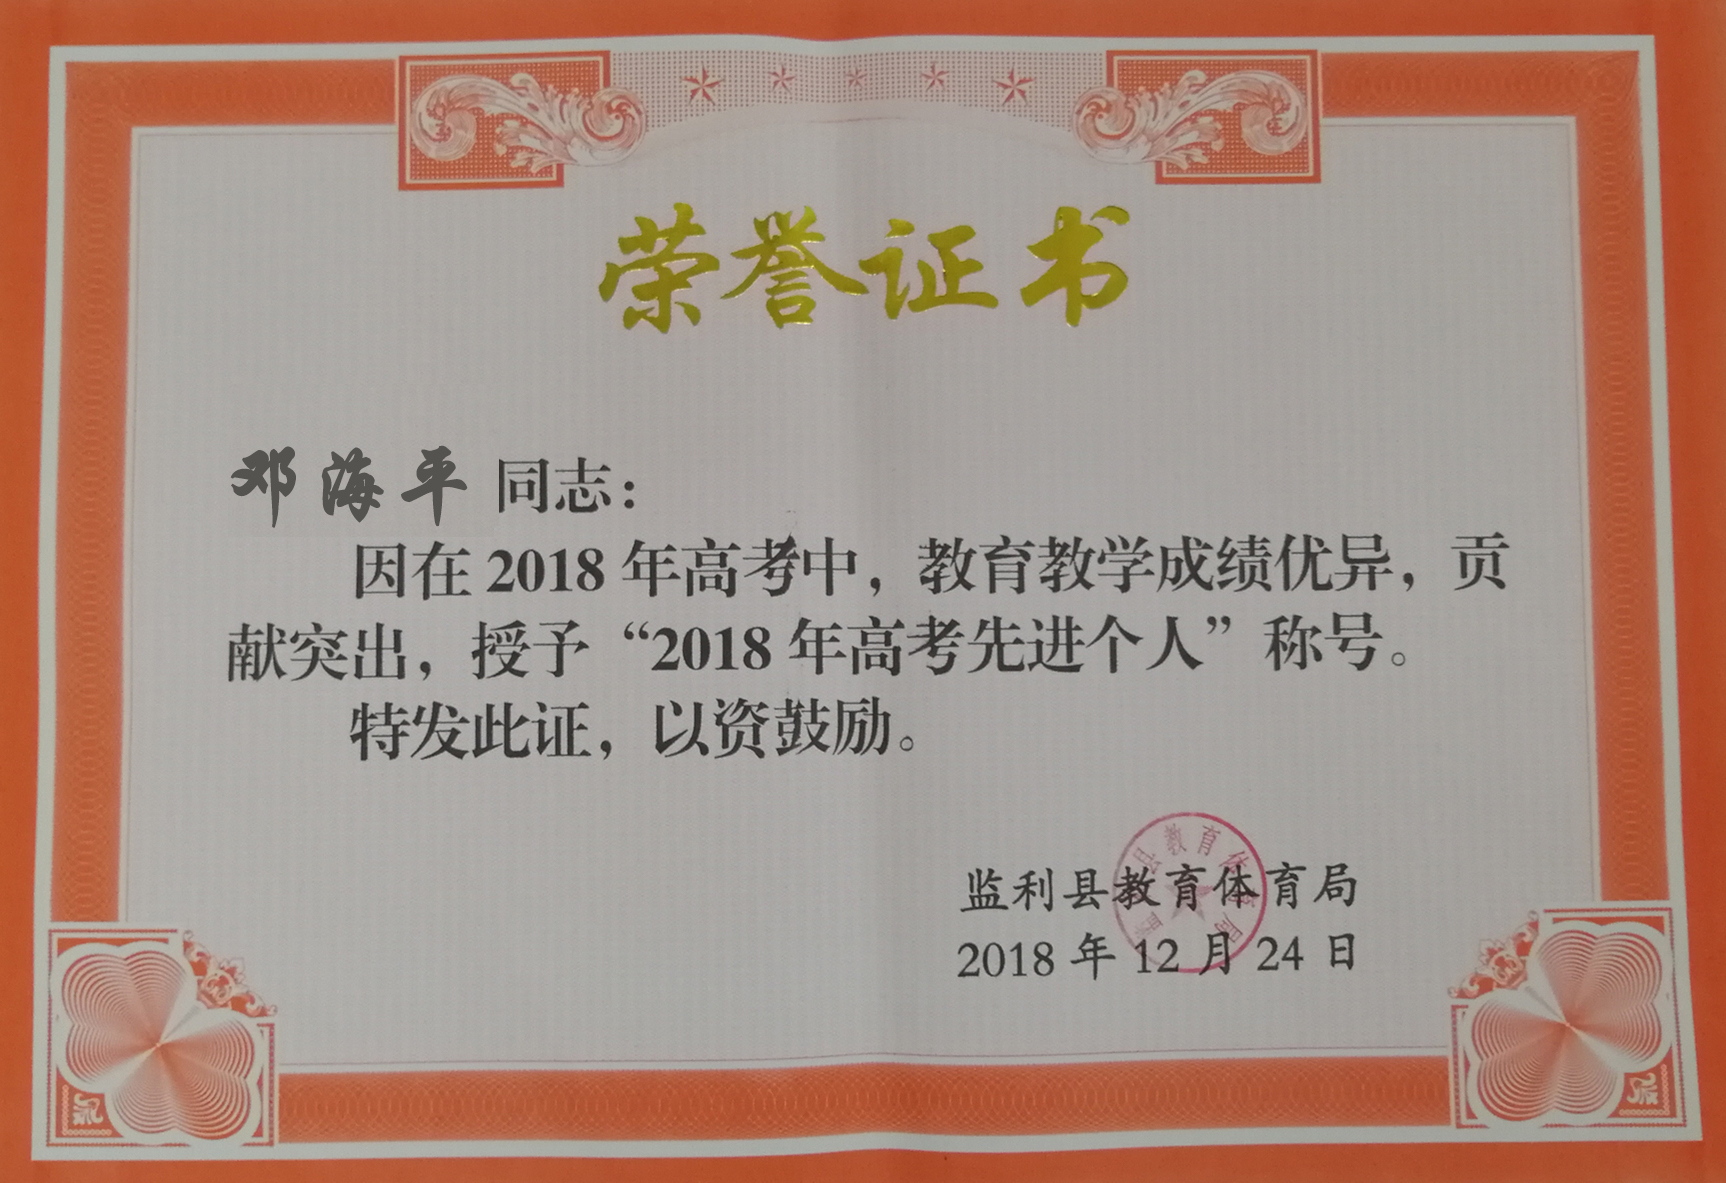 荣誉证书
邓海平 同志：
因在2018年高考中，教育教学成绩优异，贡
献突出，授予“2018年高考先进个人”称号。
特发此证，以资鼓励。
监利县教育体育局
2018年12月24日